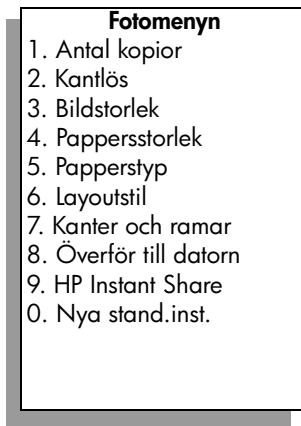 Fotomenyn
1. Antal kopior
2. Kantlös
3. Bildstorlek
4. Pappersstorlek
5. Papperstyp
6. Layoutstil
7. Kanter och ramar
8. Överför till datorn
9. HP Instant Share
0. Nya stand.inst.